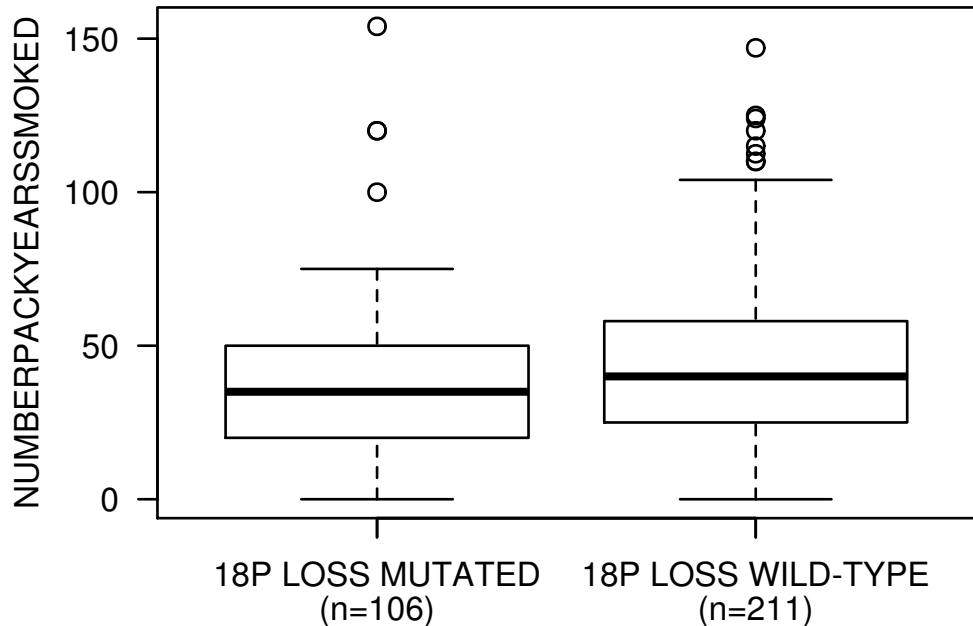 NUMBERPACKYEARSSMOKED
150
100
50
0
18P LOSS MUTATED
(n=106)
18P LOSS WILD-TYPE
(n=211)